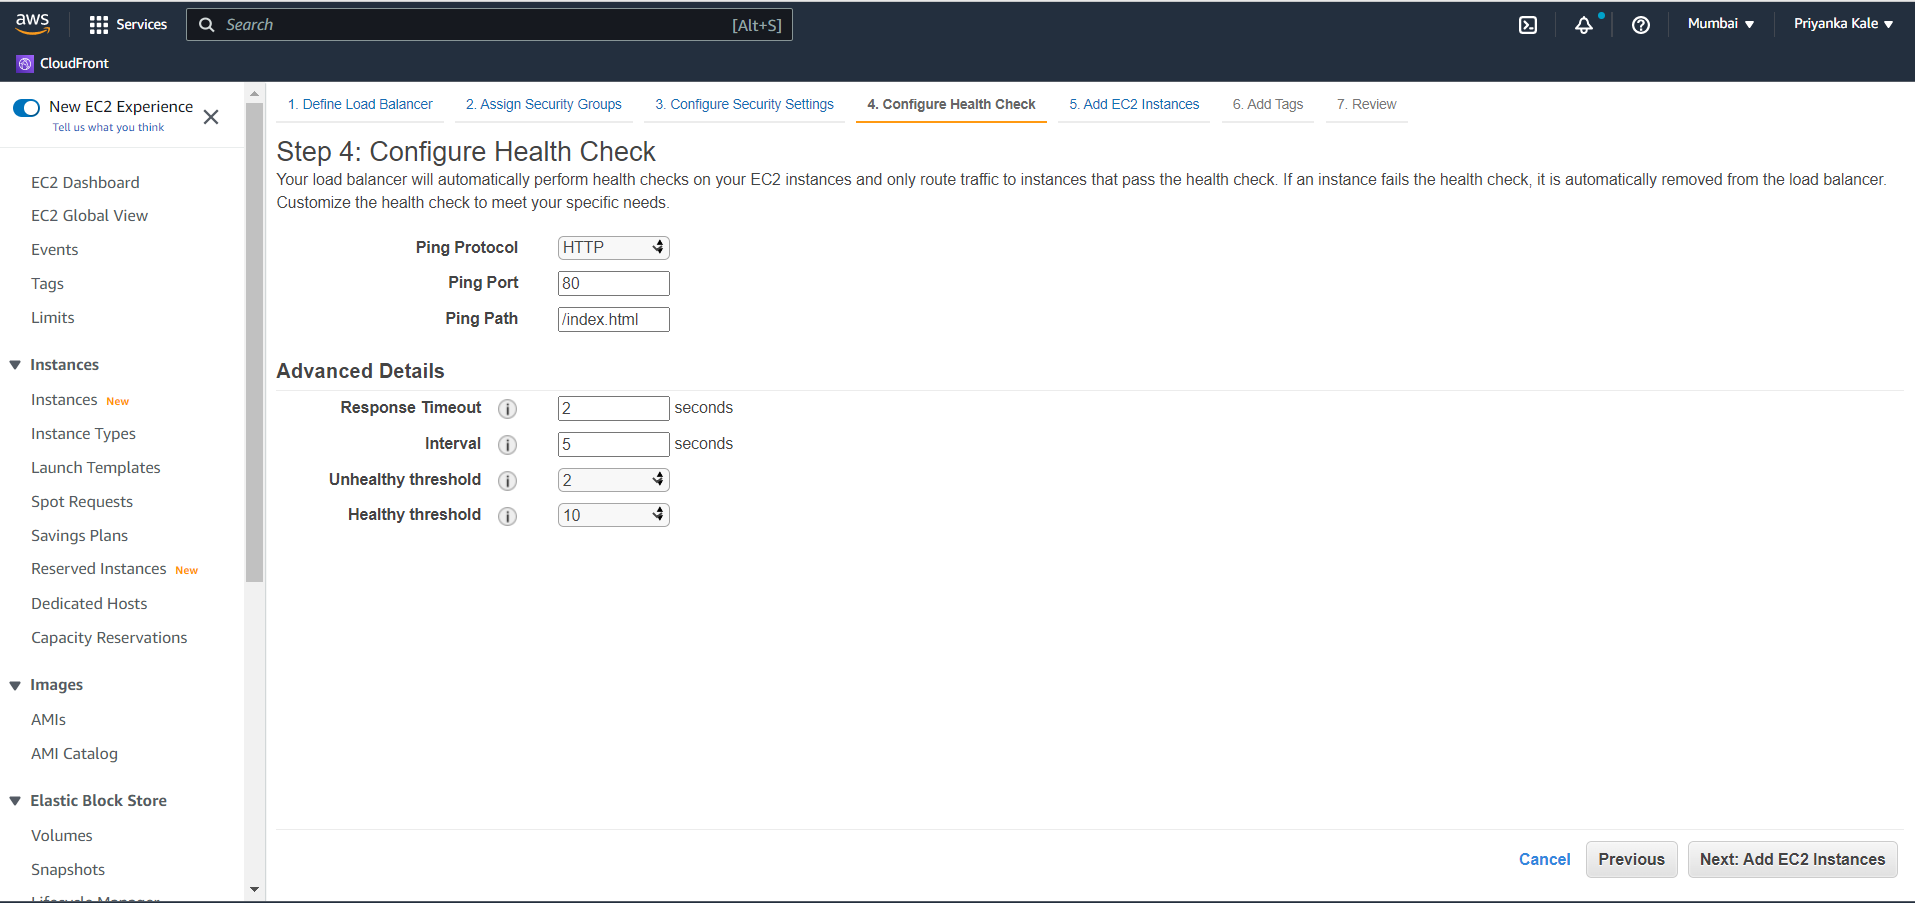 aws
Services
Search
[Alt+S]
Mumbai
Priyanka Kale
CloudFront
New EC2 Experience
Tell us what you think
EC2 Dashboard
EC2 Global View
Events
Tags
Limits
Instances
Instances New
Instance Types
Launch Templates
Spot Requests
Savings Plans
Reserved Instances New
Dedicated Hosts
Capacity Reservations
Images
AMIs
AMI Catalog
Elastic Block Store
Volumes
Snapshots
Lifecycle Manager
1. Define Load Balancer
2. Assign Security Groups
3. Configure Security Settings
4. Configure Health Check
5. Add EC2 Instances
6. Add Tags
7. Review
Step 4: Configure Health Check
Your load balancer will automatically perform health checks on your EC2 instances and only route traffic to instances that pass the health check. If an instance fails the health check, it is automatically removed from the load balancer.
Customize the health check to meet your specific needs.
Ping Protocol HTTP
Ping Port 80
Ping Path /index.html
Advanced Details
Response Timeout i 2 seconds
Interval i 5 seconds
Unhealthy threshold i 2
Healthy threshold i 10
Cancel
Previous
Next: Add EC2 Instances